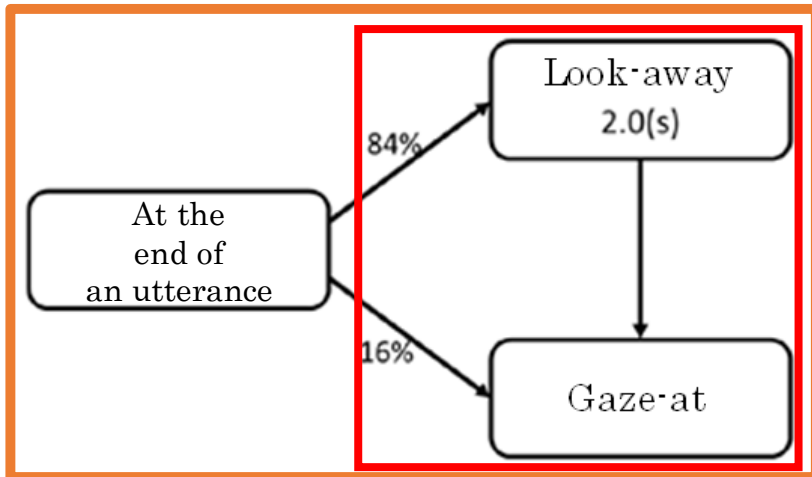 Look-away
2.0(s)
84%
At the
end of
an utterance
16%
Gaze-at